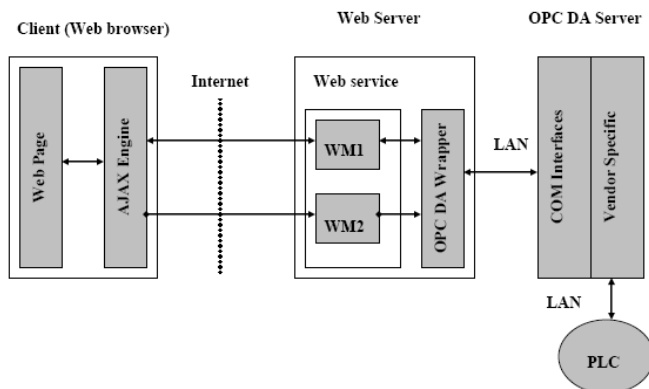 Client (Web browser)
Web Server
OPC DA Server
Internet
Web service
Web Page
AJAX Engine
WM1
WM2
OPC DA Wrapper
LAN
COM Interfaces
Vendor Specific
LAN
PLC